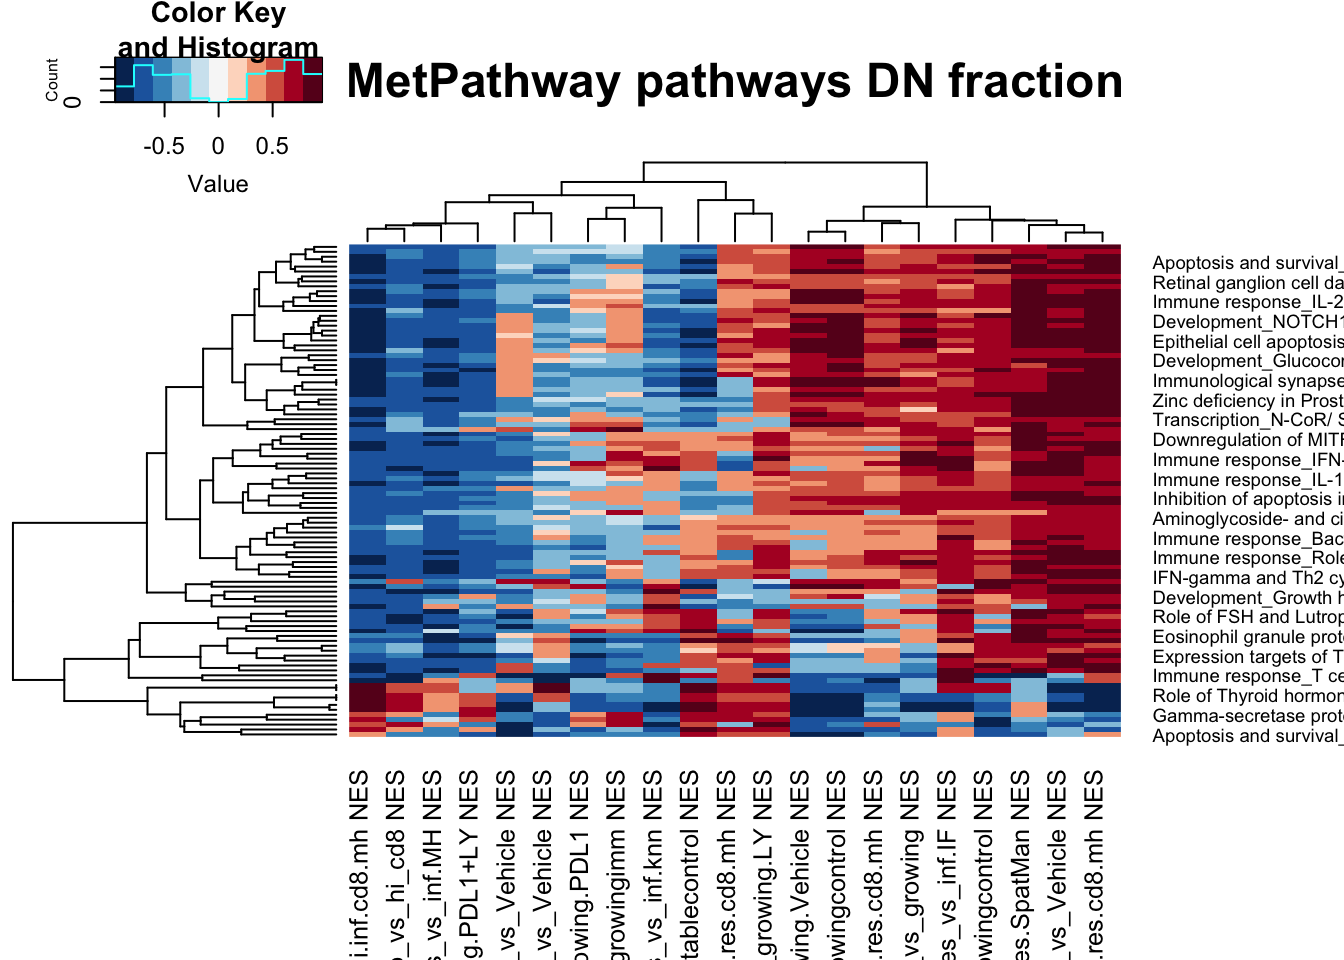 Color Key
and Histogram
Count
0
-0.5 0 0.5
Value
MetPathway pathways DN fraction
Apoptosis and survival_
Retinal ganglion cell da
Immune response_IL-2
Development_NOTCH1
Epithelial cell apoptosis
Development_Glucocor
Immunological synapse
Zinc deficiency in Prost
Transcription_N-CoR/ S
Downregulation of MITF
Immune response_IFN-
Immune response_IL-1
Inhibition of apoptosis in
Aminoglycoside- and ci
Immune response_Bac
Immune response_Role
IFN-gamma and Th2 cy
Development_Growth h
Role of FSH and Lutrop
Eosinophil granule prote
Expression targets of T
Immune response_T ce
Role of Thyroid hormon
Gamma-secretase prote
Apoptosis and survival_
i.inf.cd8.mh NES
_vs_hi_cd8 NES
s_vs_inf.MH NES
g.PDL1+LY NES
_vs_Vehicle NES
_vs_Vehicle NES
owing.PDL1 NES
growingimm NES
s_vs_inf.knn NES
tablecontrol NES
.res.cd8.mh NES
_growing.LY NES
wing.Vehicle NES
owingcontrol NES
.res.cd8.mh NES
_vs_growing NES
es_vs_inf.IF NES
owingcontrol NES
es.SpatMan NES
_vs_Vehicle NES
.res.cd8.mh NES